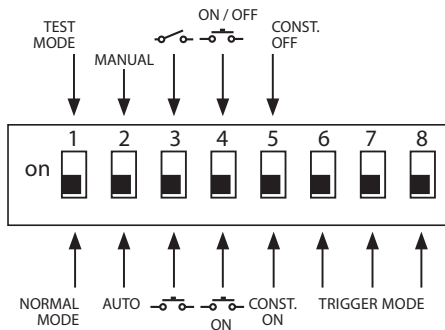 TEST
MODE
MANUAL
ON / OFF
CONST.
OFF
1 2 3 4 5 6 7 8
on
NORMAL
MODE
AUTO
ON
CONST.
ON
TRIGGER MODE